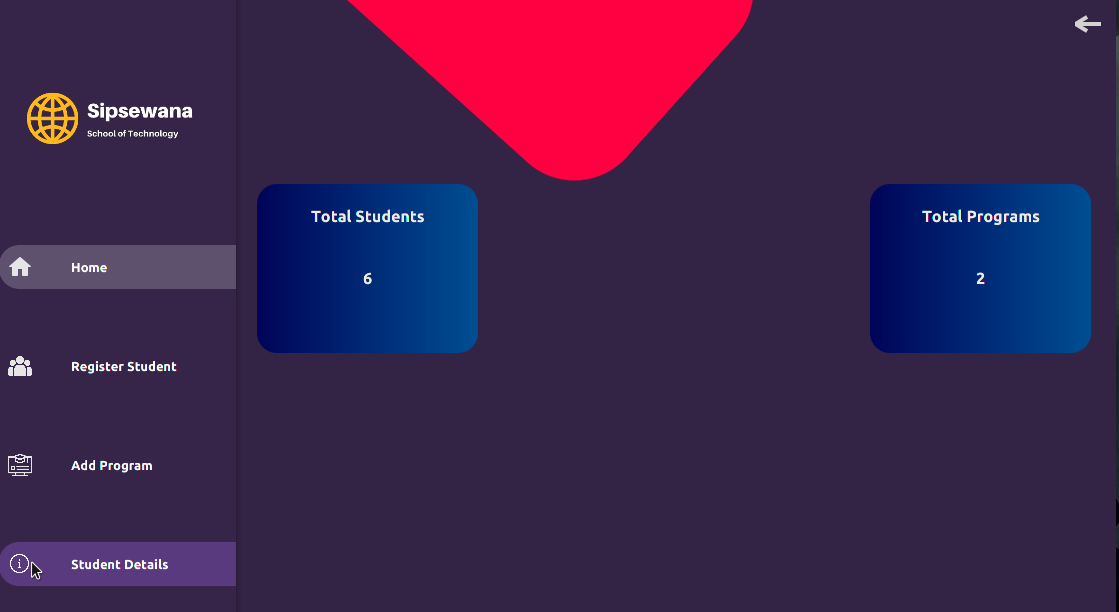 Sipsewana
School of Technology
Home
Register Student
Add Program
Student Details
Total Students
6
Total Programs
2